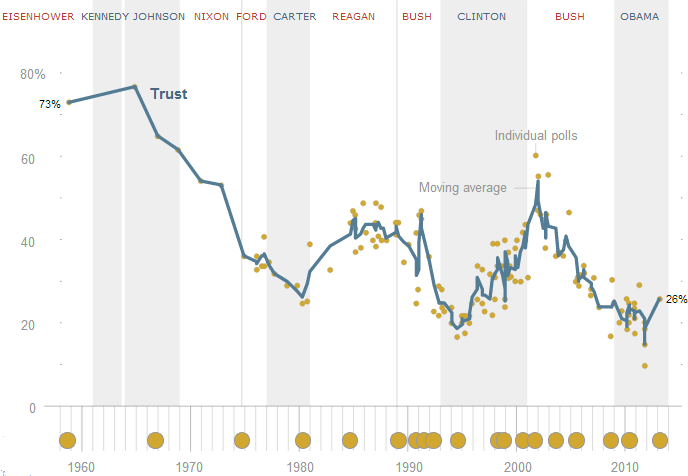 EISENHOWER KENNEDY JOHNSON NIXON FORD CARTER REAGAN BUSH CLINTON BUSH OBAMA
80%
Trust
73%
Individual polls
60
Moving average
40
26%
20
0
1960 1970 1980 1990 2000 2010